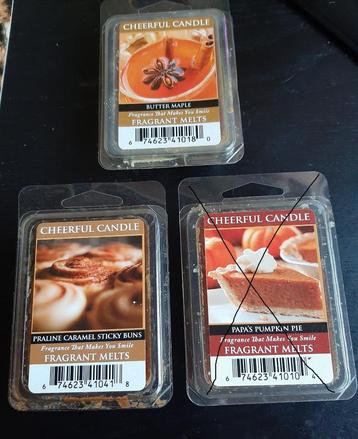 CHEERFUL CANDLE
BUTTER MAPLE
Fragrance That Makes You Smile
FRAGRANT MELTS
6 74623 41018 0
CHEERFUL CANDLE
PRALINE CARAMEL STICKY BUNS
Fragrance That Makes You Smile
FRAGRANT MELTS
6 74623 41041 8
CHEERFUL CANDLE
PAPA'S PUMPKIN PIE
Fragrance That Makes You Smile
FRAGRANT MELTS
6 74623 41010 4